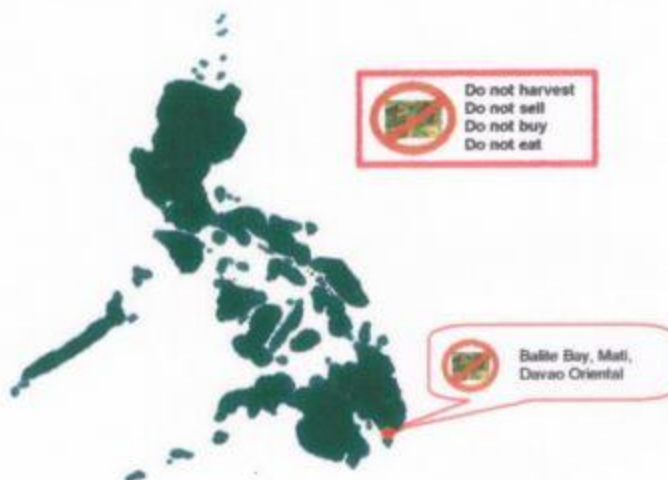 Do not harvest
Do not sell
Do not buy
Do not eat
Balite Bay, Mati,
Davao Oriental